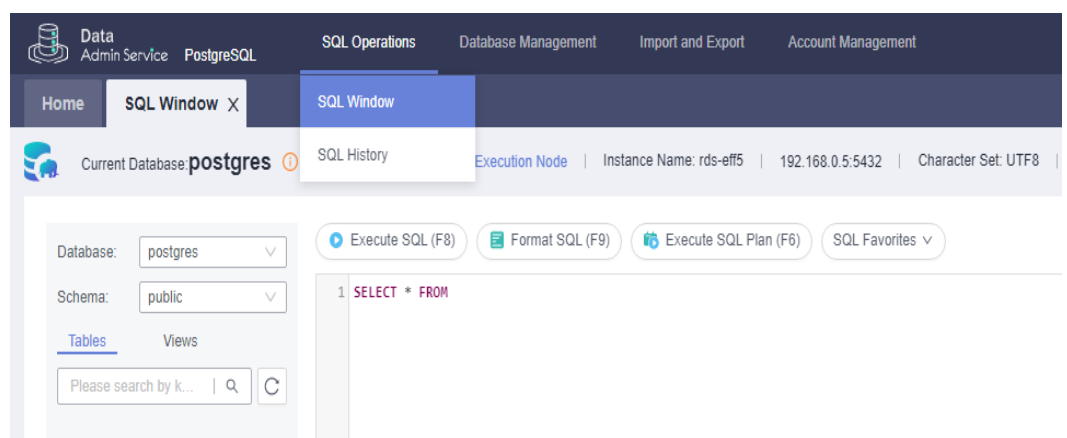 Data
Admin Service PostgreSQL
SQL Operations Database Management Import and Export Account Management
Home SQL Window X
SQL Window
SQL History
Current Database:postgres Execution Node | Instance Name: rds-eff5 | 192.168.0.5:5432 | Character Set: UTF8 |
Database: postgres
Schema: public
Tables Views
Please search by k... |
Execute SQL (F8) Format SQL (F9) Execute SQL Plan (F6) SQL Favorites
1 SELECT * FROM